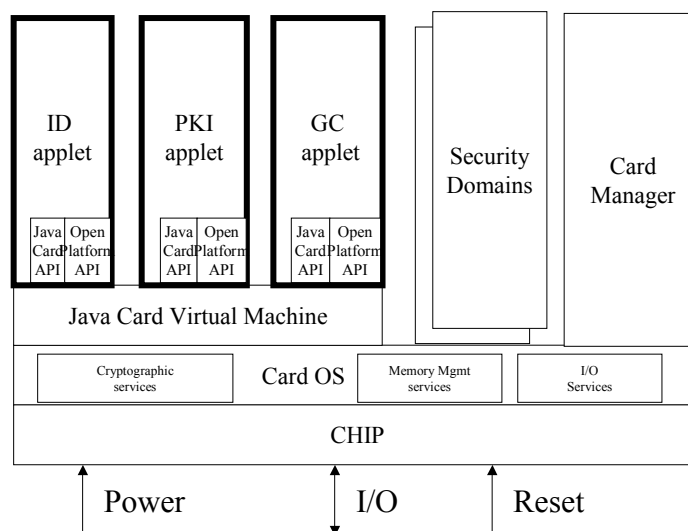 ID
applet
PKI
applet
GC
applet
Security
Domains
Card
Manager
Java
Card
API
Open
Platform
API
Java
Card
API
Open
Platform
API
Java
Card
API
Open
Platform
API
Java Card Virtual Machine
Cryptographic
services
Card OS
Memory Mgmt
services
I/O
Services
CHIP
Power
I/O
Reset